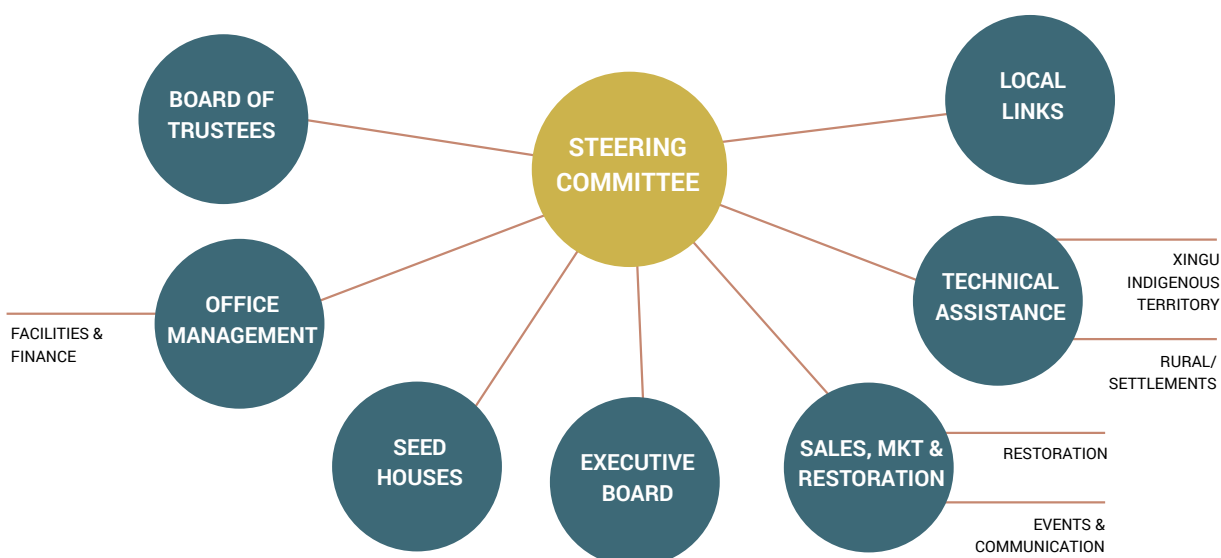 BOARD OF
TRUSTEES
STEERING
COMMITTEE
LOCAL
LINKS
OFFICE
MANAGEMENT
FACILITIES &
FINANCE
TECHNICAL
ASSISTANCE
XINGU
INDIGENOUS
TERRITORY
RURAL/
SETTLEMENTS
SEED
HOUSES
EXECUTIVE
BOARD
SALES, MKT &
RESTORATION
RESTORATION
EVENTS &
COMMUNICATION